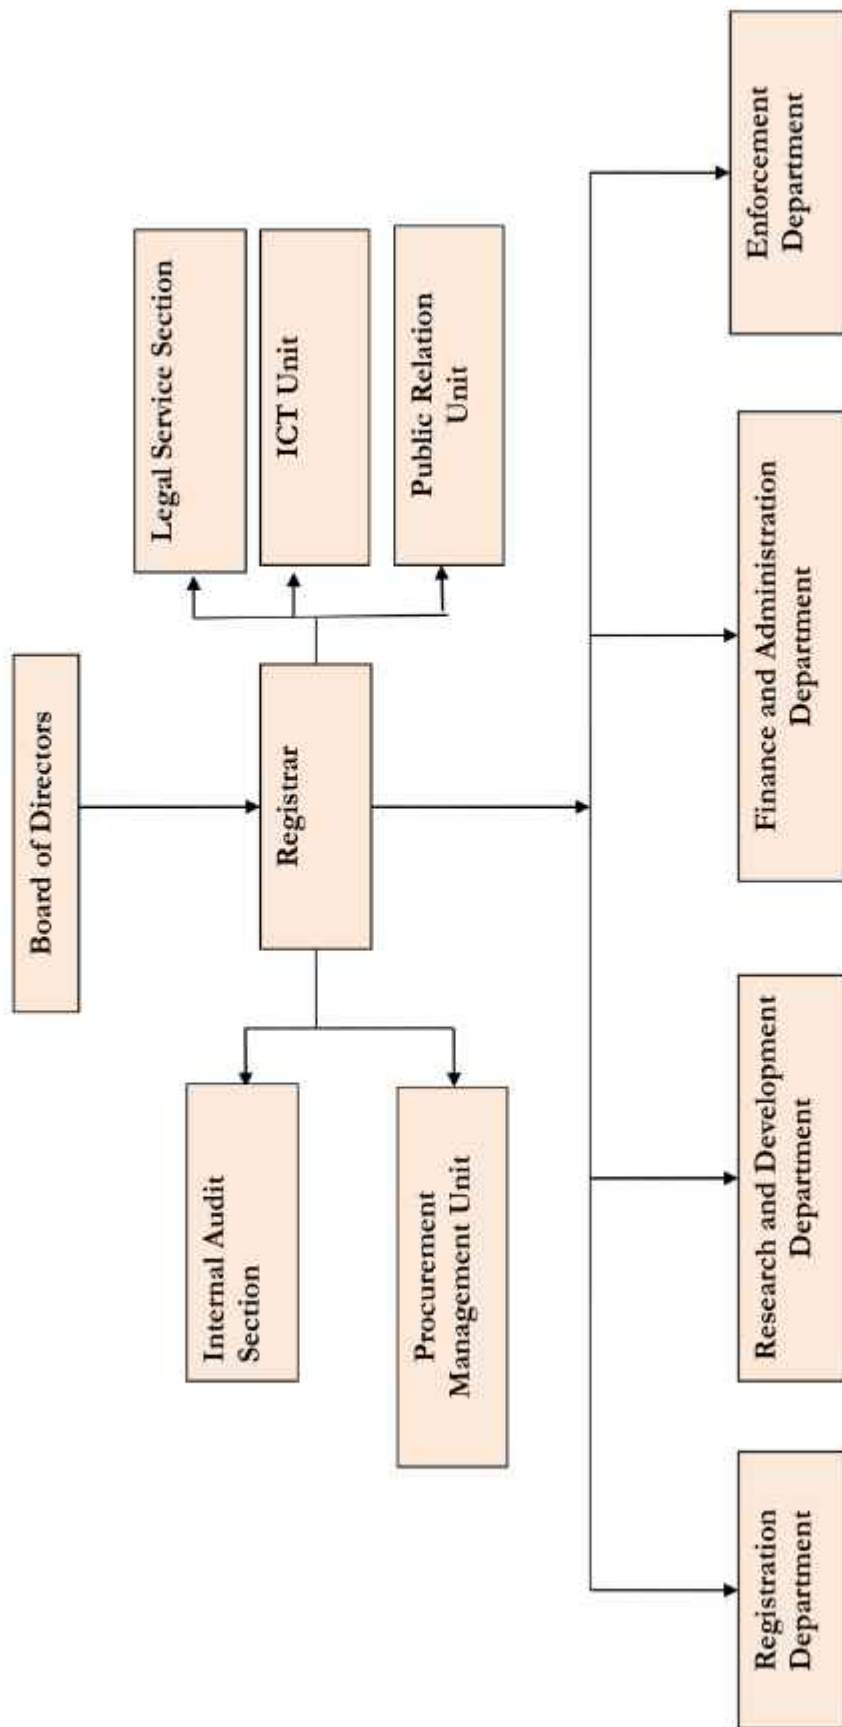 Board of Directors
Registrar
Internal Audit
Section
Procurement
Management Unit
Legal Service Section
ICT Unit
Public Relation
Unit
Registration
Department
Research and Development
Department
Finance and Administration
Department
Enforcement
Department